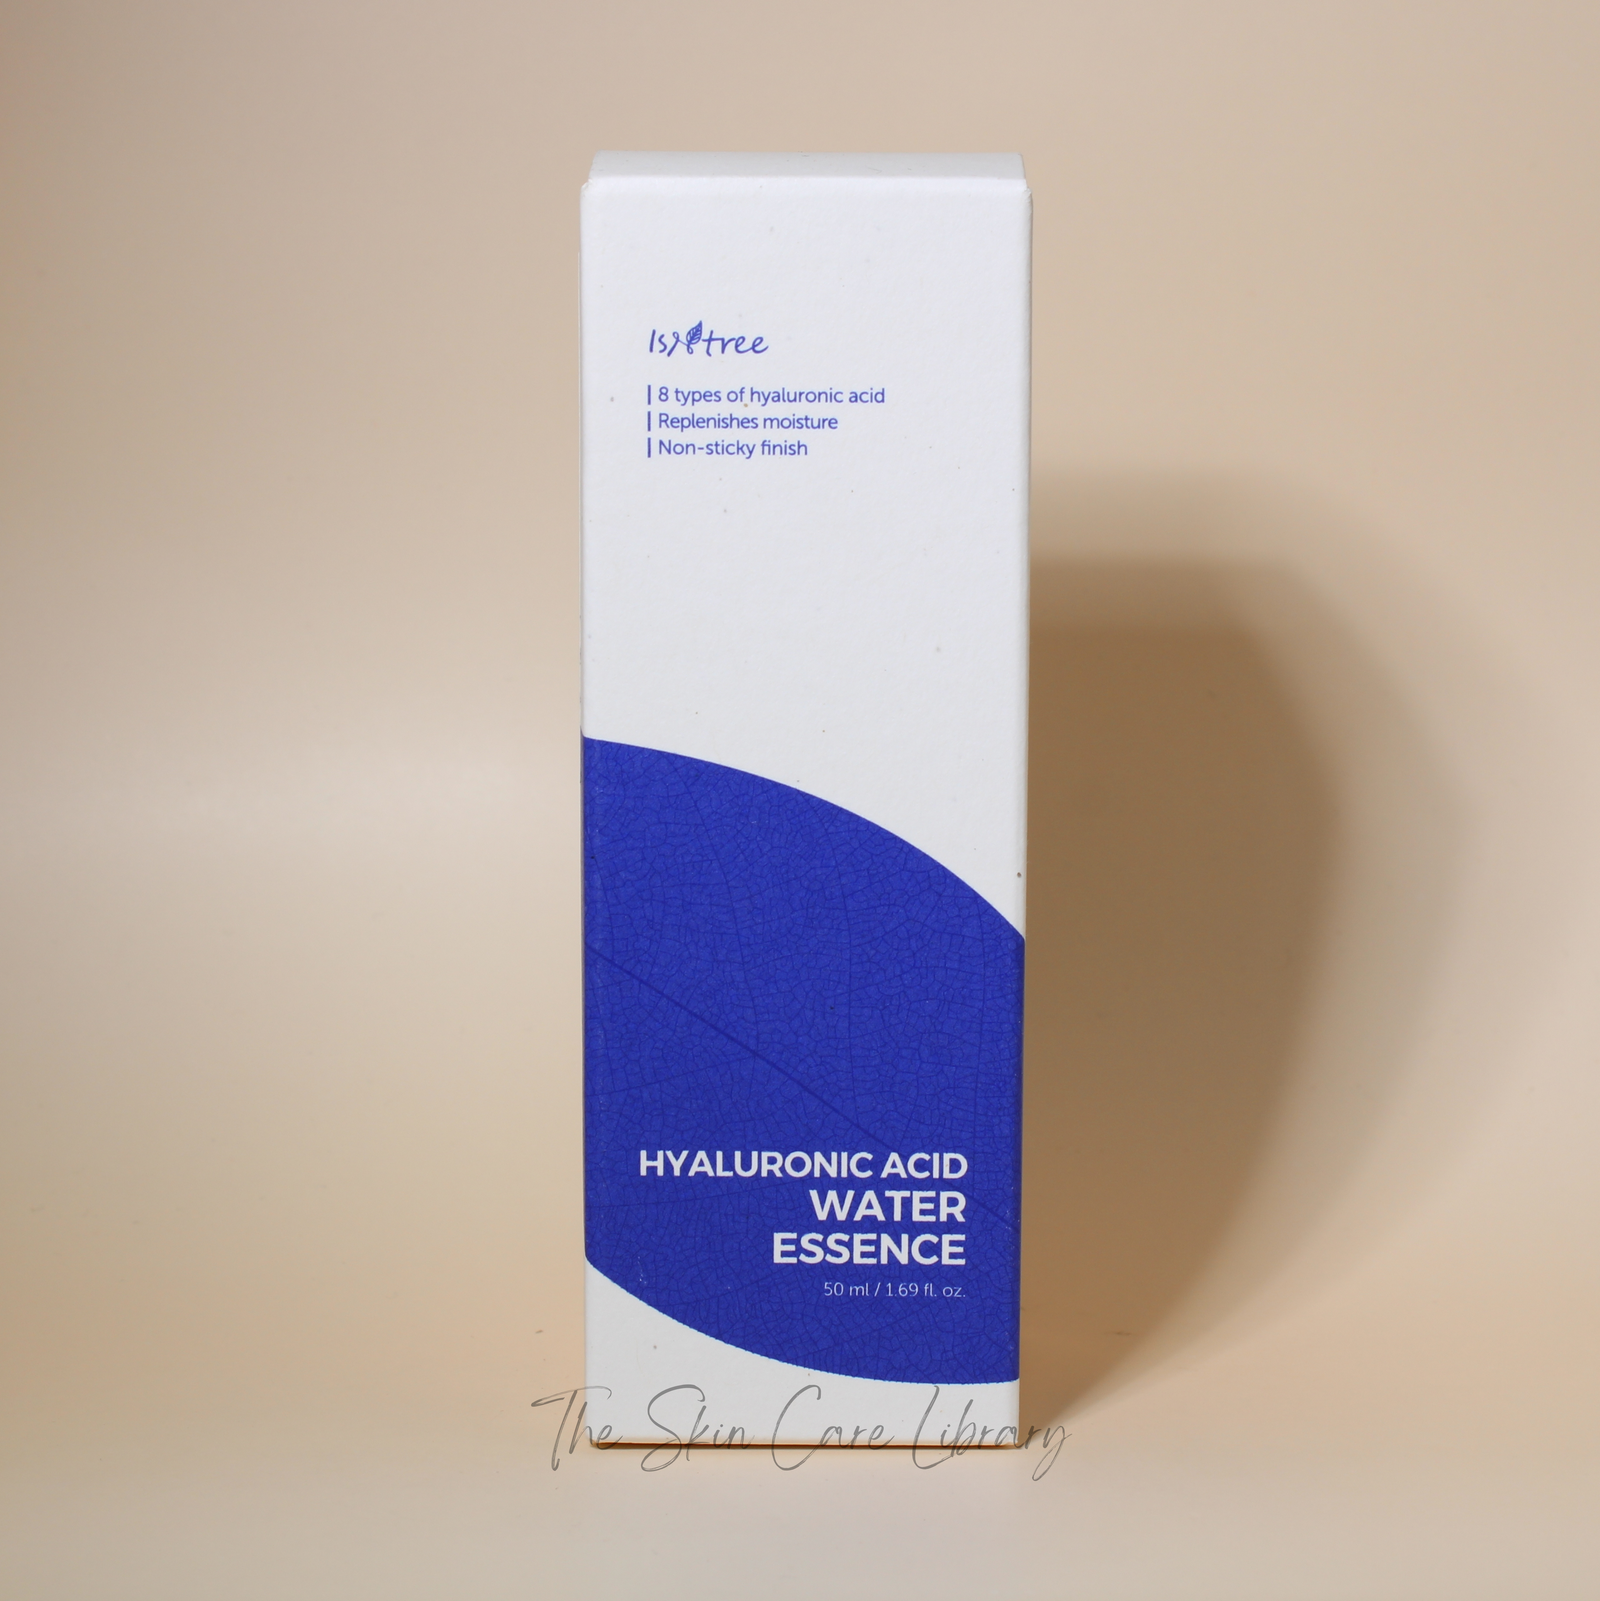 Isntree
8 types of hyaluronic acid
Replenishes moisture
Non-sticky finish
HYALURONIC ACID
WATER
ESSENCE
50 ml / 1.69 fl. oz.
The Skin Care Library